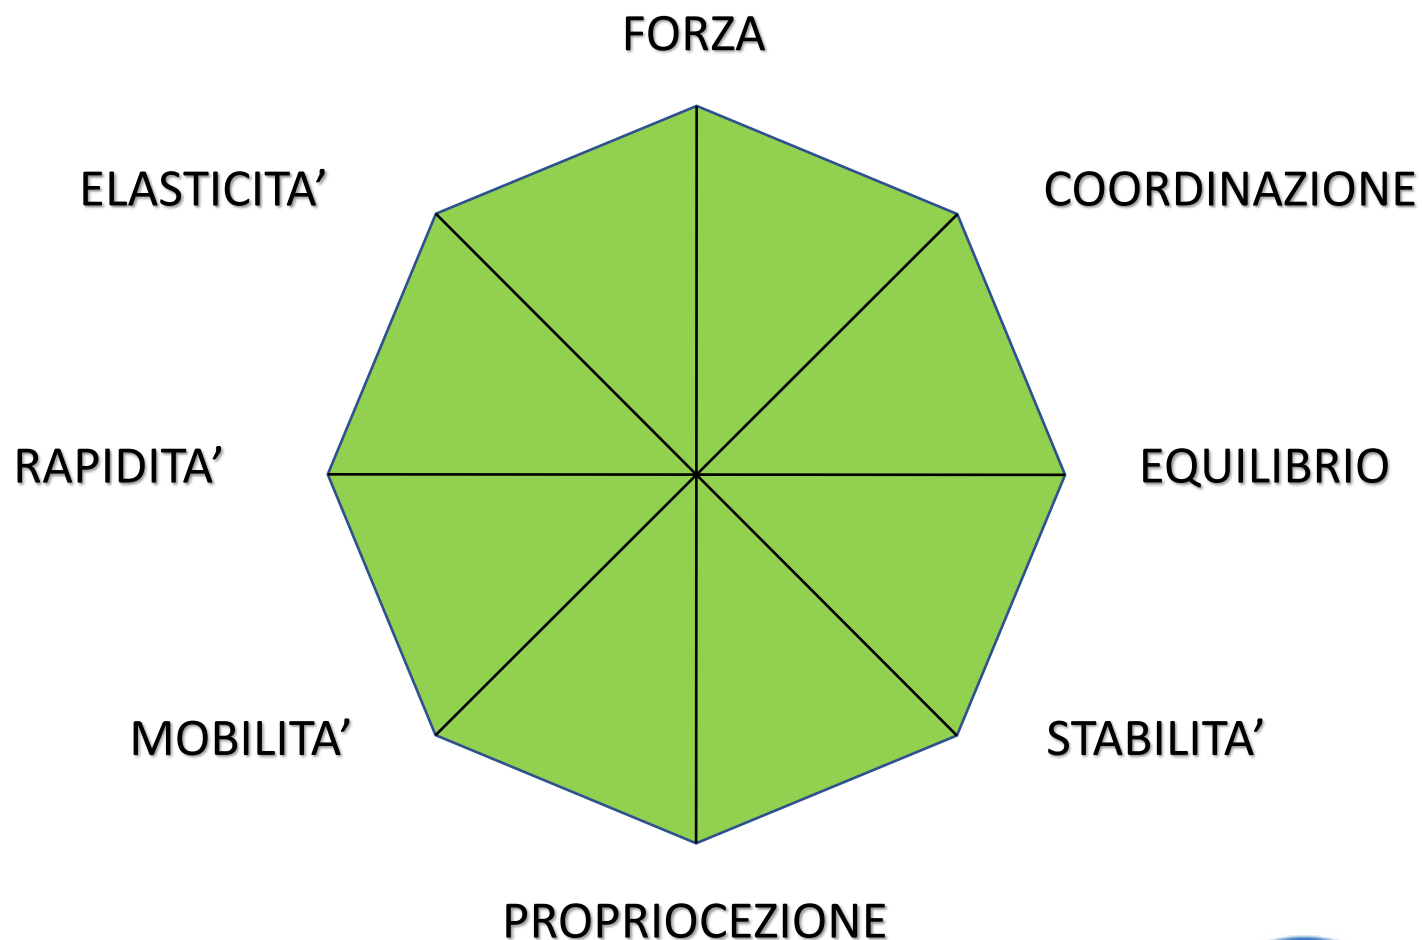 FORZA
ELASTICITA’
COORDINAZIONE
RAPIDITA’
EQUILIBRIO
MOBILITA’
STABILITA’
PROPRIOCEZIONE